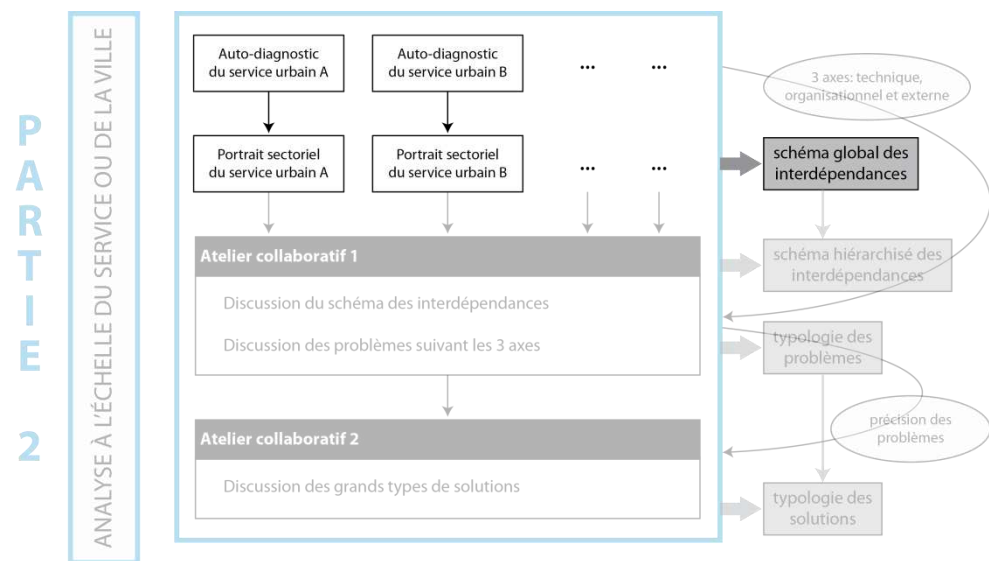 PARTIE 2
ANALYSE À L'ÉCHELLE DU SERVICE OU DE LA VILLE
Auto-diagnostic
du service urbain A
Auto-diagnostic
du service urbain B
... ...
3 axes: technique,
organisationnel et externe
Portrait sectoriel
du service urbain A
Portrait sectoriel
du service urbain B
... ...
schéma global des
interdépendances
Atelier collaboratif 1
Discussion du schéma des interdépendances
Discussion des problèmes suivant les 3 axes
schéma hiérarchisé des
interdépendances
typologie des
problèmes
précision des
problèmes
Atelier collaboratif 2
Discussion des grands types de solutions
typologie des
solutions